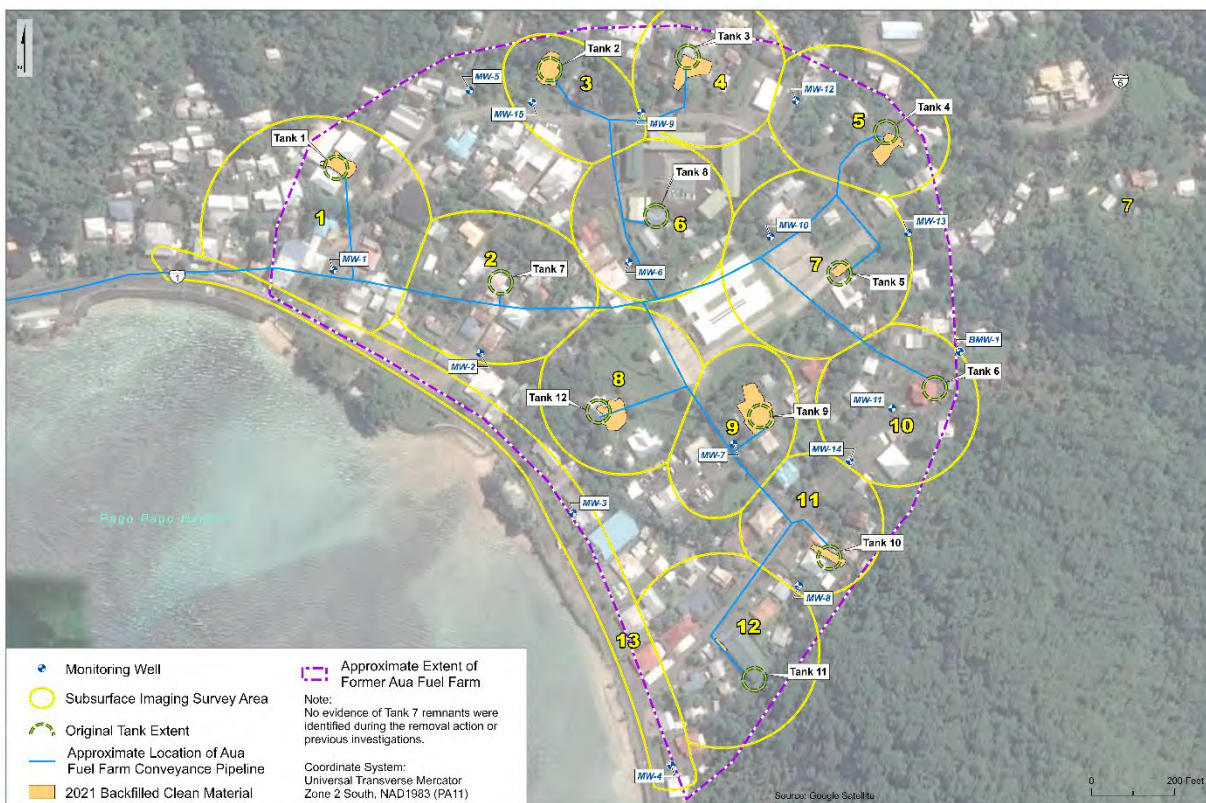 N
Tank 2
Tank 3
3
4
MW-5
MW-12
6
MW-15
Tank 4
MW-9
5
Tank 1
Tank 8
7
1
6
MW-10
MW-13
MW-1
2
Tank 7
MW-6
7
Tank 5
1
BMW-1
MW-2
8
Tank 6
Tank 12
Tank 9
MW-11
10
9
MW-7
MW-14
MW-3
11
Pago Pago Harbor
Tank 10
MW-8
13
12
Tank 11
MW-4
Monitoring Well
Subsurface Imaging Survey Area
Original Tank Extent
Approximate Location of Aua
Fuel Farm Conveyance Pipeline
2021 Backfilled Clean Material
Approximate Extent of
Former Aua Fuel Farm
Note:
No evidence of Tank 7 remnants were
identified during the removal action or
previous investigations.
Coordinate System:
Universal Transverse Mercator
Zone 2 South, NAD1983 (PA11)
0 200 Feet
Source: Google Satellite